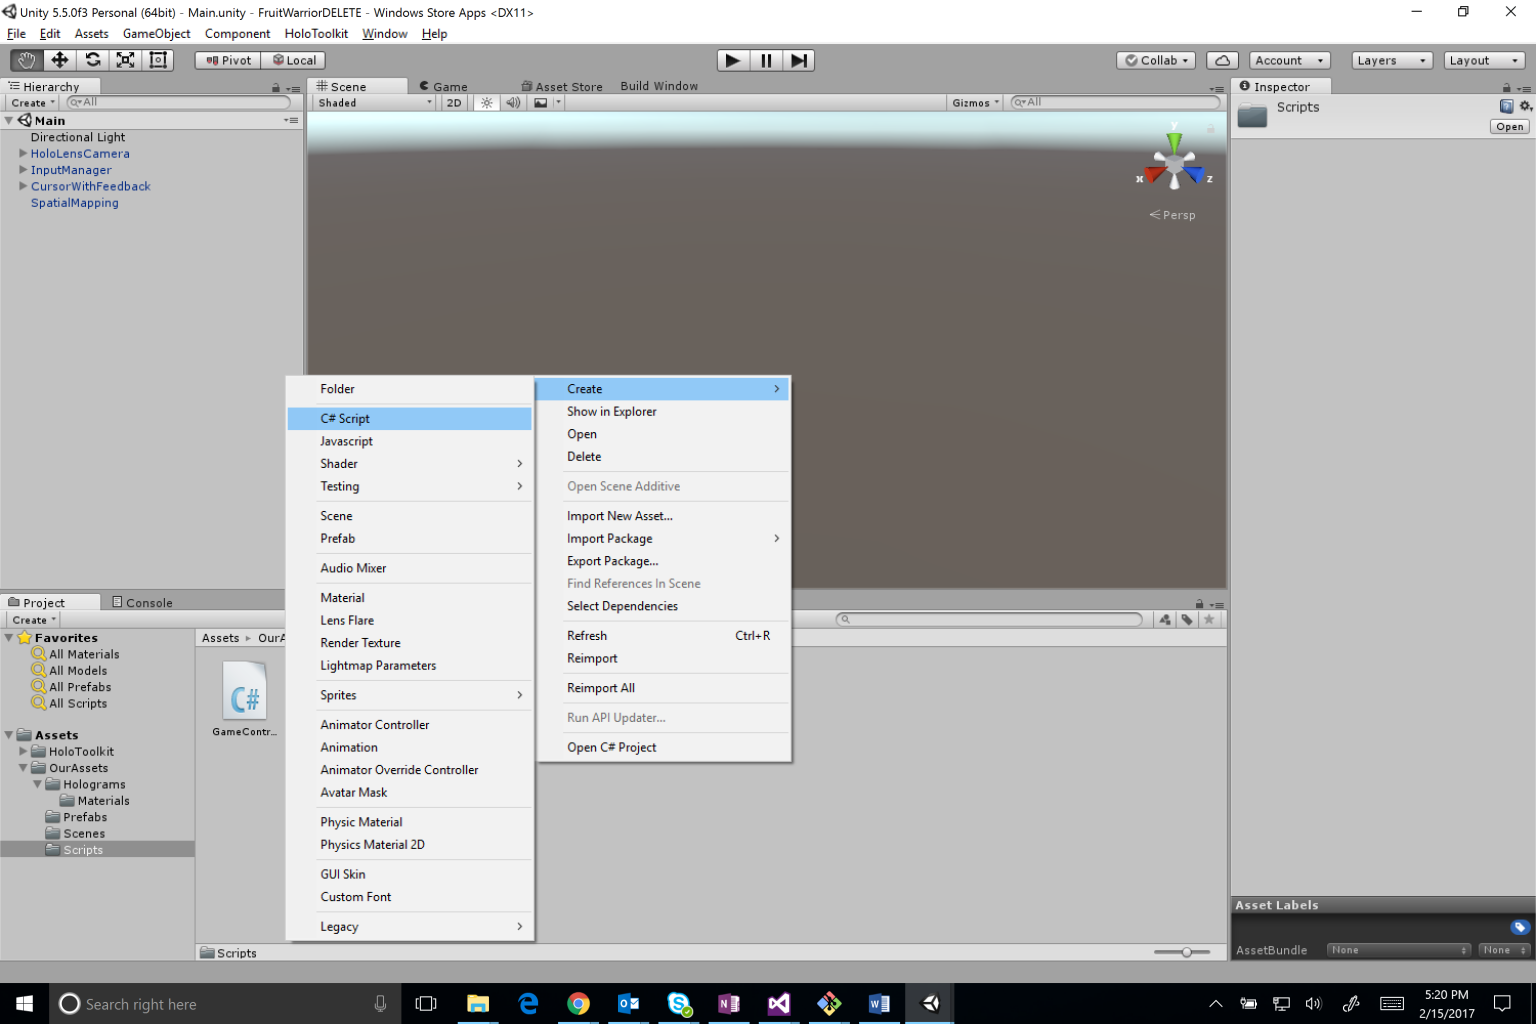 Unity 5.5.0f3 Personal (64bit) - Main.unity - FruitWarriorDELETE - Windows Store Apps <DX11>
File Edit Assets GameObject Component HoloToolkit Window Help
Pivot Local Collab Account Layers Layout
Hierarchy
Create All
Main
Directional Light
HoloLensCamera
InputManager
CursorWithFeedback
SpatialMapping
Scene Game Asset Store Build Window
Shaded 2D Gizmos All
y
x z
Persp
Inspector
Scripts
Open
Folder
C# Script
Javascript
Shader
Testing
Scene
Prefab
Audio Mixer
Material
Lens Flare
Render Texture
Lightmap Parameters
Sprites
Animator Controller
Animation
Animator Override Controller
Avatar Mask
Physic Material
Physics Material 2D
GUI Skin
Custom Font
Legacy
Create
Show in Explorer
Open
Delete
Open Scene Additive
Import New Asset...
Import Package
Export Package...
Find References In Scene
Select Dependencies
Refresh Ctrl+R
Reimport
Reimport All
Run API Updater...
Open C# Project
Project Console
Create
Favorites
All Materials
All Models
All Prefabs
All Scripts
Assets
HoloToolkit
OurAssets
Holograms
Materials
Prefabs
Scenes
Scripts
Assets OurA
C#
GameContr...
Scripts
Asset Labels
AssetBundle None None
Search right here
5:20 PM
2/15/2017